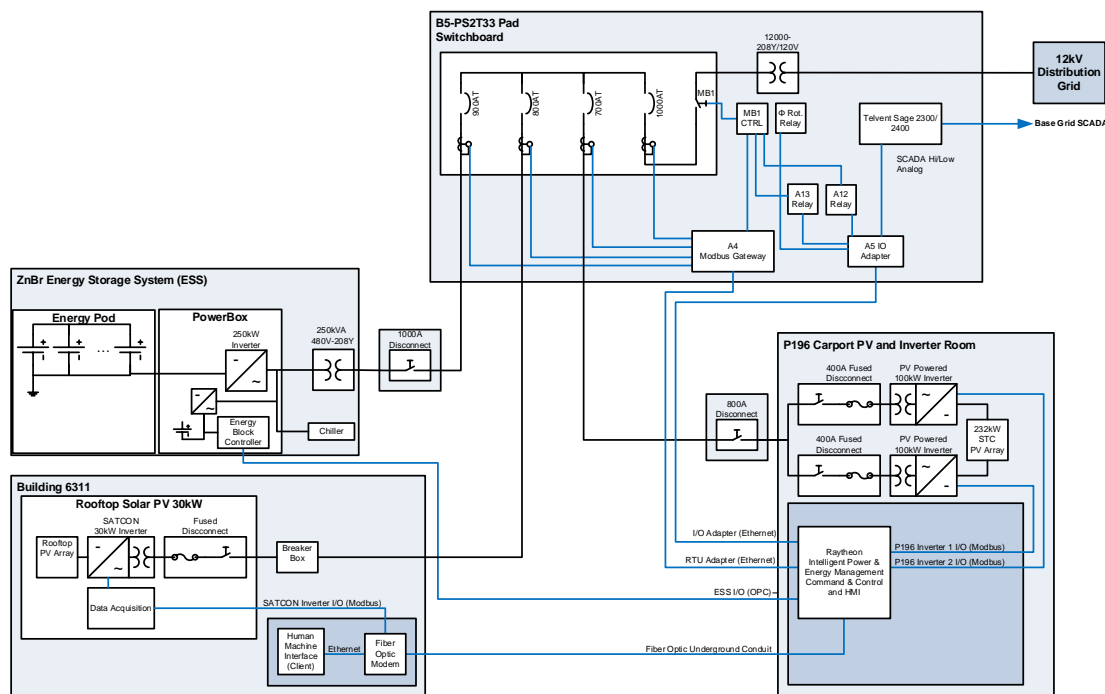 B5-PS2T33 Pad
Switchboard
12000-
208Y/120V
12kV
Distribution
Grid
900AT
800AT
700AT
1000AT
MB1
MB1
CTRL
Φ Rot.
Relay
Telvent Sage 2300/
2400
Base Grid SCADA
SCADA Hi/Low
Analog
A13
Relay
A12
Relay
A4
Modbus Gateway
A5 IO
Adapter
ZnBr Energy Storage System (ESS)
Energy Pod
PowerBox
250kW
Inverter
250kVA
480V-208Y
1000A
Disconnect
Energy
Block
Controller
Chiller
P196 Carport PV and Inverter Room
400A Fused
Disconnect
PV Powered
100kW Inverter
800A
Disconnect
400A Fused
Disconnect
PV Powered
100kW Inverter
232kW
STC
PV Array
Building 6311
Rooftop Solar PV 30kW
SATCON
30kW Inverter
Fused
Discconnect
Rooftop
PV Array
Breaker
Box
Data Acquisition
SATCON Inverter I/O (Modbus)
Human
Machine
Interface
(Client)
Ethernet
Fiber
Optic
Modem
I/O Adapter (Ethernet)
RTU Adapter (Ethernet)
ESS I/O (OPC)
Fiber Optic Underground Conduit
Raytheon
Intelligent Power &
Energy Management
Command & Control
and HMI
P196 Inverter 1 I/O (Modbus)
P196 Inverter 2 I/O (Modbus)